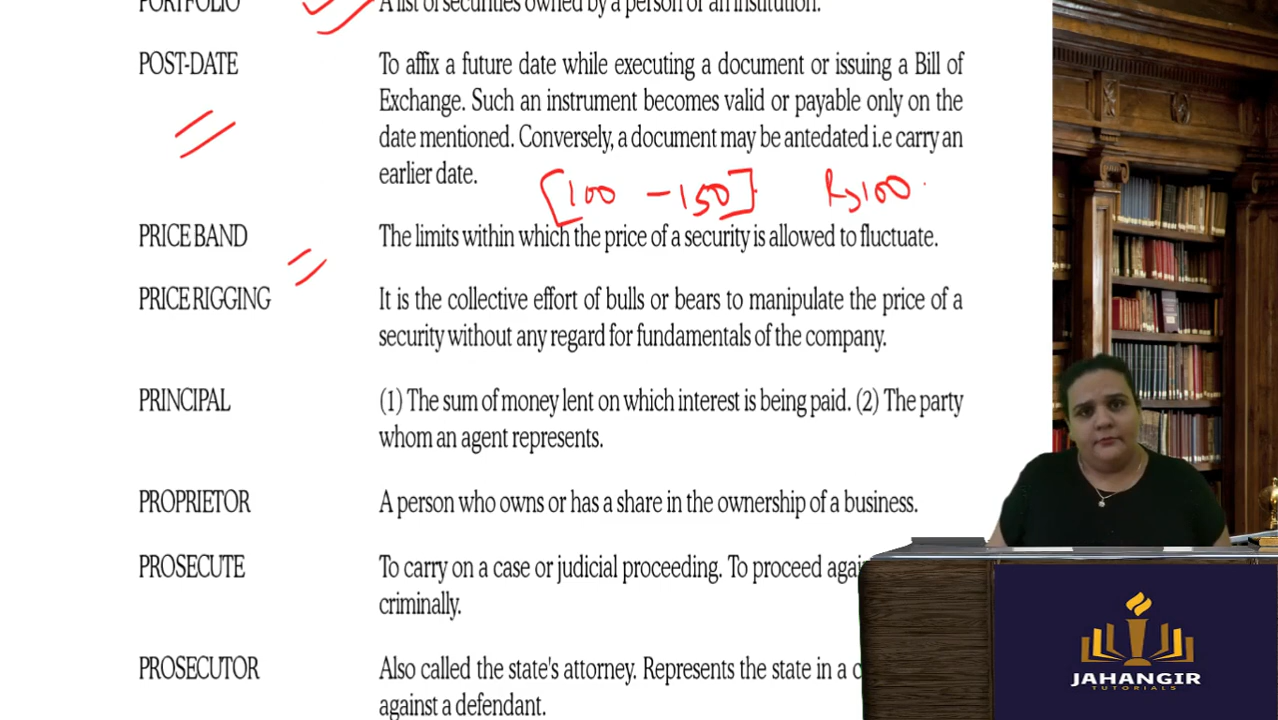 PORTFOLIO A list of securities owned by a person or an institution.
POST-DATE To affix a future date while executing a document or issuing a Bill of
Exchange. Such an instrument becomes valid or payable only on the
date mentioned. Conversely, a document may be antedated i.e carry an
earlier date.
[100 - 150] Rs100
PRICE BAND The limits within which the price of a security is allowed to fluctuate.
PRICE RIGGING It is the collective effort of bulls or bears to manipulate the price of a
security without any regard for fundamentals of the company.
PRINCIPAL (1) The sum of money lent on which interest is being paid. (2) The party
whom an agent represents.
PROPRIETOR A person who owns or has a share in the ownership of a business.
PROSECUTE To carry on a case or judicial proceeding. To proceed
criminally.
PROSECUTOR Also called the state's attorney. Represents the state in a
against a defendant.
JAHANGIR
TUTORIALS